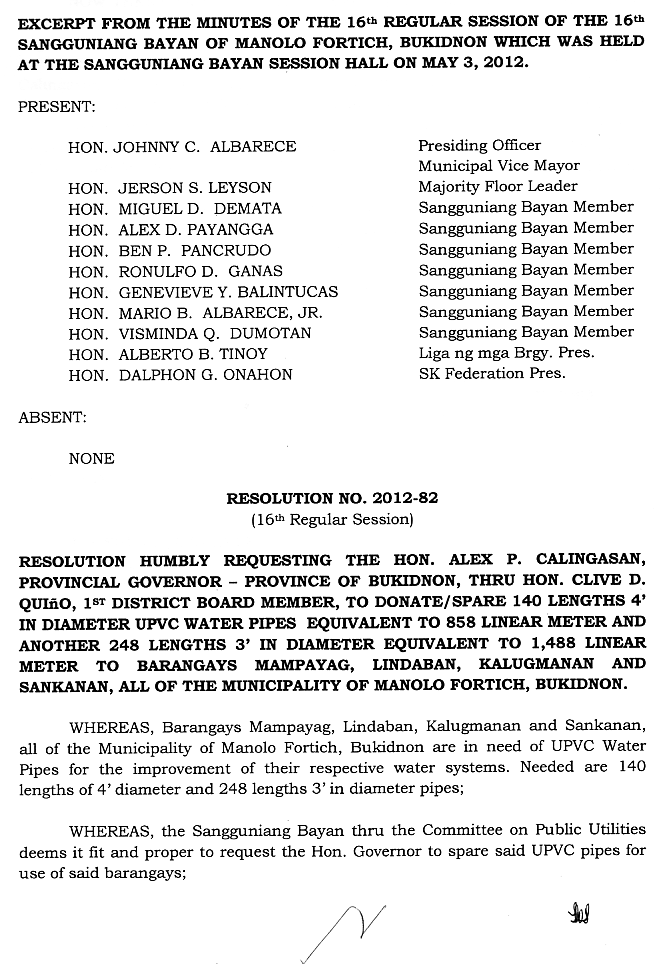 EXCERPT FROM THE MINUTES OF THE 16th REGULAR SESSION OF THE 16th
SANGGUNIANG BAYAN OF MANOLO FORTICH, BUKIDNON WHICH WAS HELD
AT THE SANGGUNIANG BAYAN SESSION HALL ON MAY 3, 2012.
PRESENT:
HON. JOHNNY C. ALBARECE Presiding Officer
Municipal Vice Mayor
HON. JERSON S. LEYSON Majority Floor Leader
HON. MIGUEL D. DEMATA Sangguniang Bayan Member
HON. ALEX D. PAYANGGA Sangguniang Bayan Member
HON. BEN P. PANCRUDO Sangguniang Bayan Member
HON. RONULFO D. GANAS Sangguniang Bayan Member
HON. GENEVIEVE Y. BALINTUCAS Sangguniang Bayan Member
HON. MARIO B. ALBARECE, JR. Sangguniang Bayan Member
HON. VISMINDA Q. DUMOTAN Sangguniang Bayan Member
HON. ALBERTO B. TINOY Liga ng mga Brgy. Pres.
HON. DALPHON G. ONAHON SK Federation Pres.
ABSENT:
NONE
RESOLUTION NO. 2012-82
(16th Regular Session)
RESOLUTION HUMBLY REQUESTING THE HON. ALEX P. CALINGASAN,
PROVINCIAL GOVERNOR – PROVINCE OF BUKIDNON, THRU HON. CLIVE D.
QUIñO, 1ST DISTRICT BOARD MEMBER, TO DONATE/SPARE 140 LENGTHS 4'
IN DIAMETER UPVC WATER PIPES EQUIVALENT TO 858 LINEAR METER AND
ANOTHER 248 LENGTHS 3' IN DIAMETER EQUIVALENT TO 1,488 LINEAR
METER TO BARANGAYS MAMPAYAG, LINDABAN, KALUGMANAN AND
SANKANAN, ALL OF THE MUNICIPALITY OF MANOLO FORTICH, BUKIDNON.
WHEREAS, Barangays Mampayag, Lindaban, Kalugmanan and Sankanan,
all of the Municipality of Manolo Fortich, Bukidnon are in need of UPVC Water
Pipes for the improvement of their respective water systems. Needed are 140
lengths of 4' diameter and 248 lengths 3' in diameter pipes;
WHEREAS, the Sangguniang Bayan thru the Committee on Public Utilities
deems it fit and proper to request the Hon. Governor to spare said UPVC pipes for
use of said barangays;